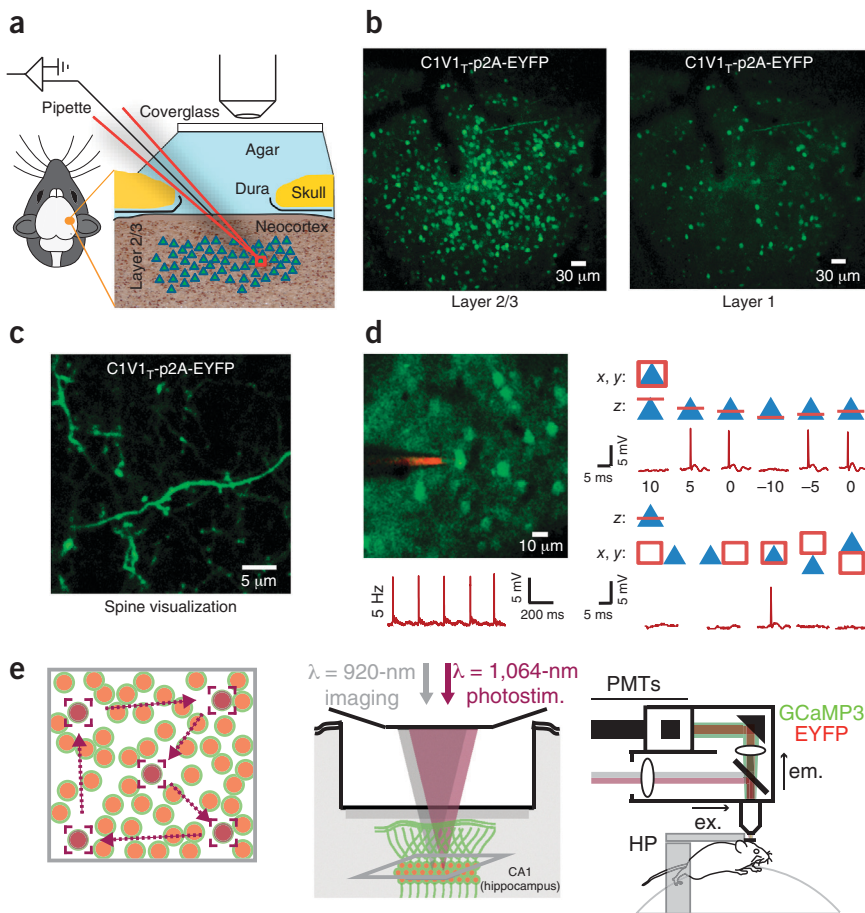 a
Pipette
Coverglass
Agar
Dura
Skull
Neocortex
Layer 2/3
b
C1V1T-p2A-EYFP
30 μm
Layer 2/3
C1V1T-p2A-EYFP
30 μm
Layer 1
c
C1V1T-p2A-EYFP
5 μm
Spine visualization
d
10 μm
5 Hz
5 mV
200 ms
x, y:
z:
5 mV
5 ms
10 5 0 –10 –5 0
z:
x, y:
5 mV
5 ms
e
λ = 920-nm
imaging
λ = 1,064-nm
photostim.
CA1
(hippocampus)
PMTs
GCaMP3
EYFP
em.
ex.
HP